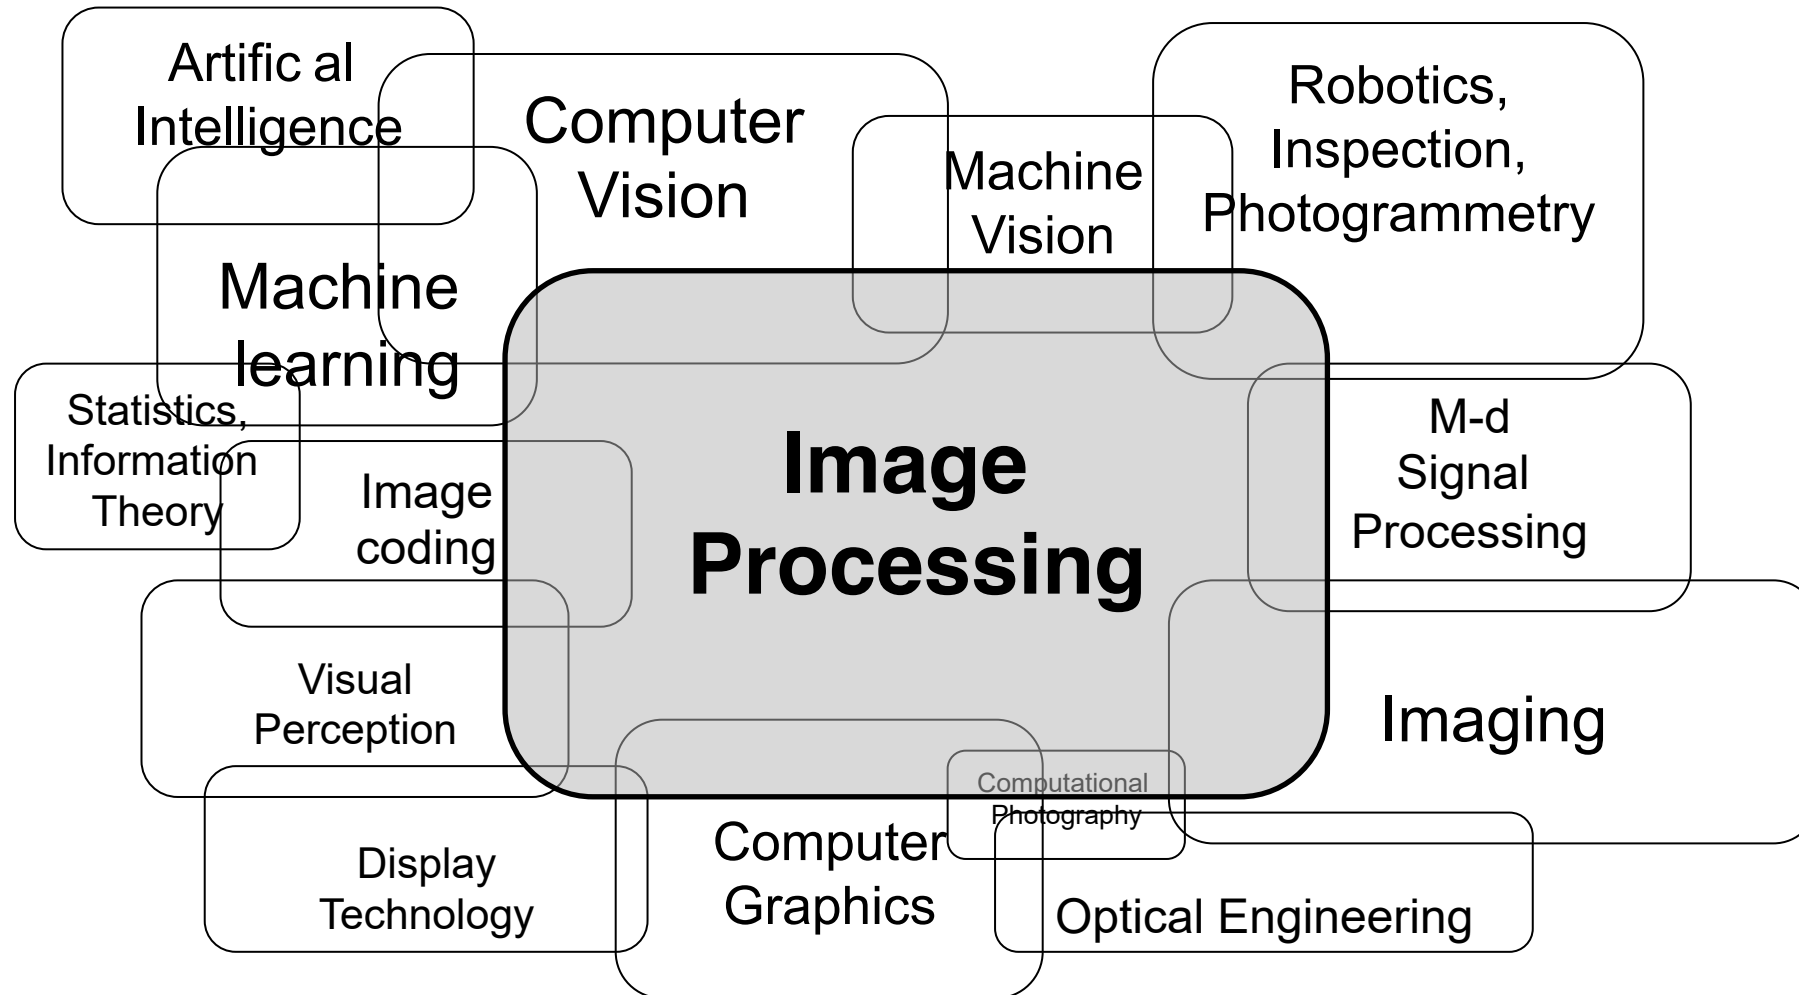 Artific al
Intelligence
Computer
Vision
Machine
Vision
Robotics,
Inspection,
Photogrammetry
Machine
learning
Statistics,
Information
Theory
Image
coding
Image
Processing
M-d
Signal
Processing
Visual
Perception
Imaging
Display
Technology
Computer
Graphics
Computational
Photography
Optical Engineering